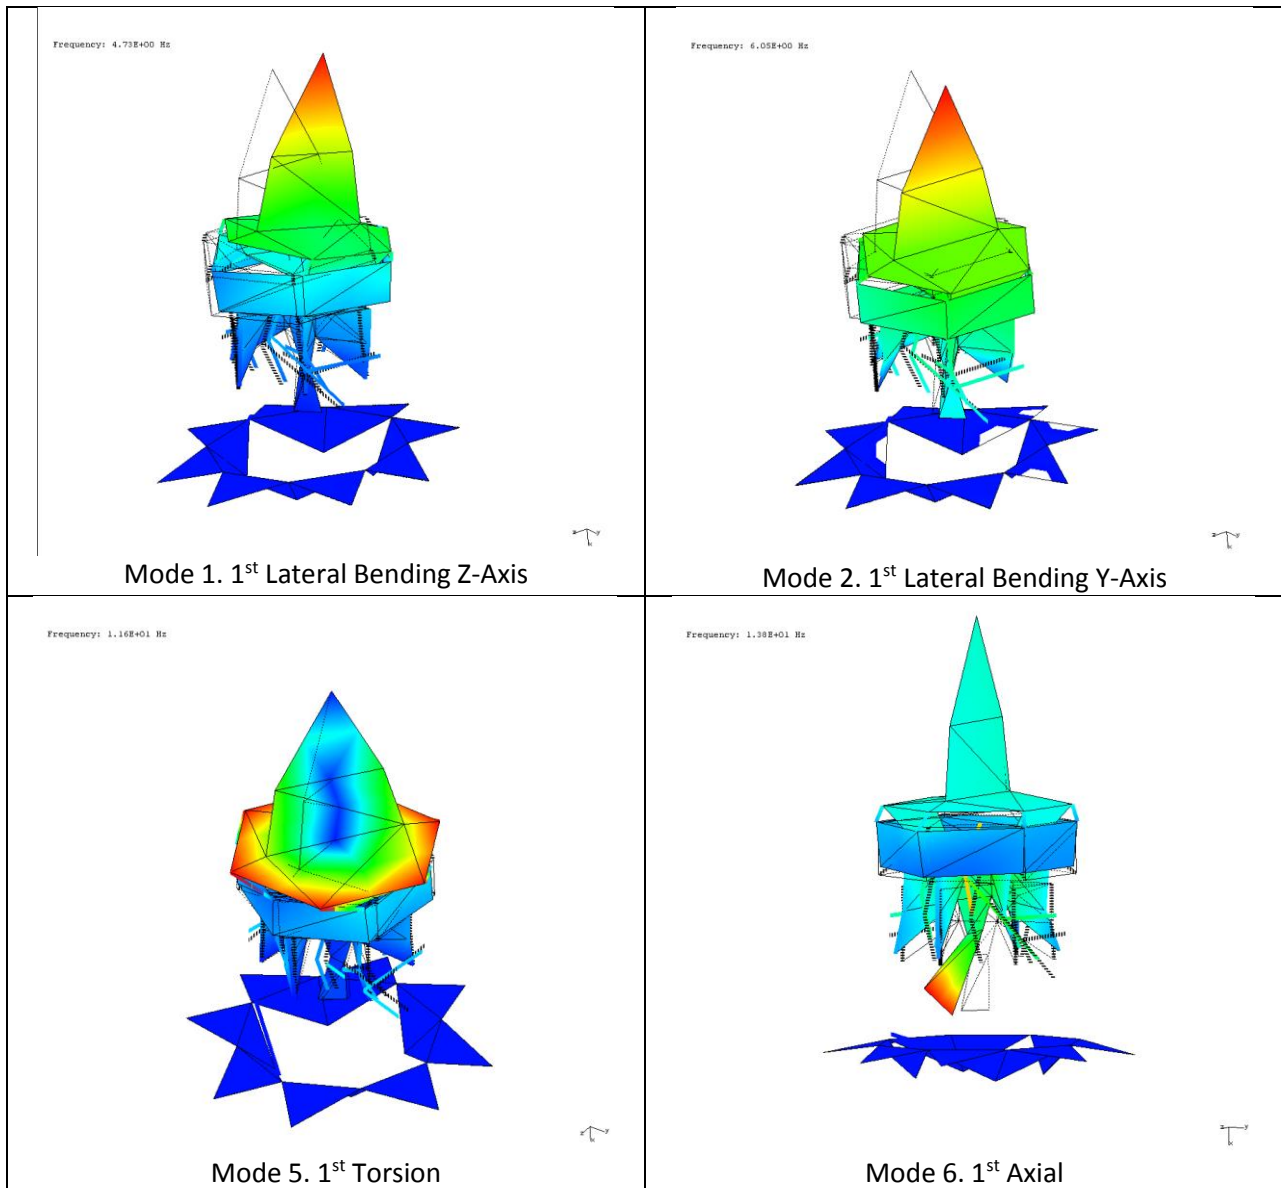 Frequency: 4.73E+00 Hz
Mode 1. 1st Lateral Bending Z-Axis
Frequency: 6.05E+00 Hz
Mode 2. 1st Lateral Bending Y-Axis
Frequency: 1.16E+01 Hz
Mode 5. 1st Torsion
Frequency: 1.38E+01 Hz
Mode 6. 1st Axial